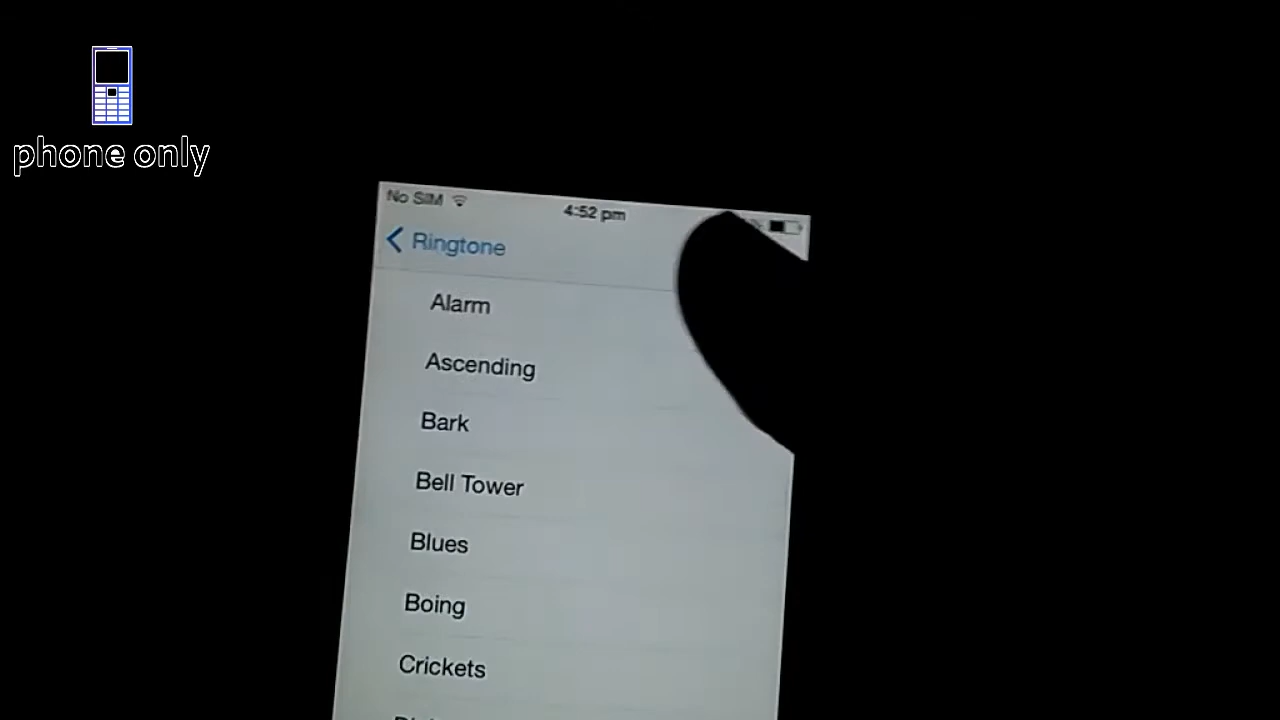 phone only
No SIM
4:52 pm
Ringtone
Alarm
Ascending
Bark
Bell Tower
Blues
Boing
Crickets